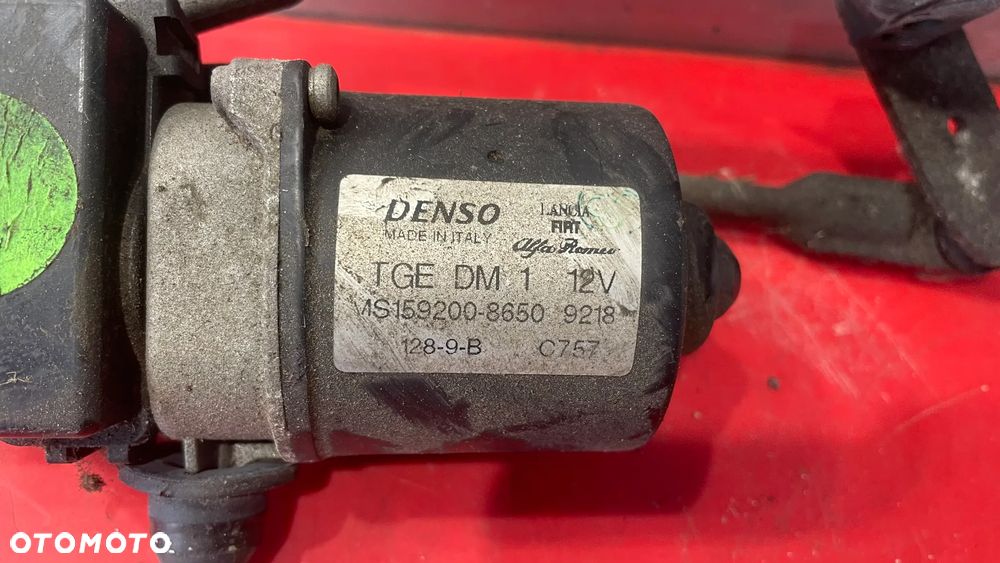 DENSO
MADE IN ITALY
LANCIA
FIAT
Alfa Romeo
TGE DM 1 12V
MS159200-8650 9218
128-9-B C757
OTOMOTO